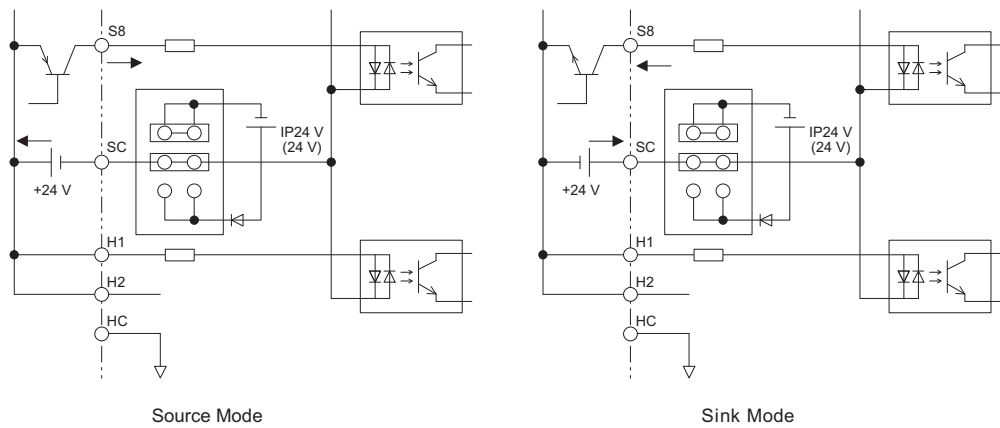 S8
IP24 V
(24 V)
SC
+24 V
H1
H2
HC
Source Mode
S8
IP24 V
(24 V)
SC
+24 V
H1
H2
HC
Sink Mode